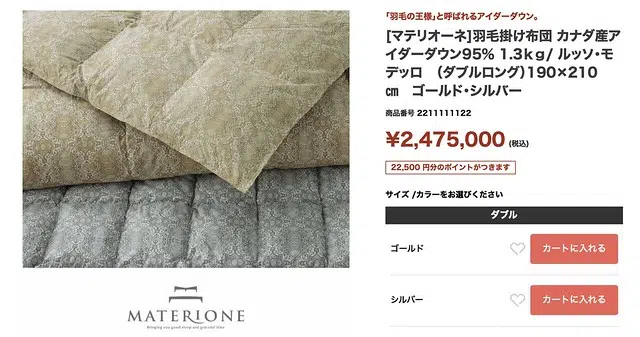 「羽毛の王様」と呼ばれるアイダーダウン。
[マテリオーネ]羽毛掛け布団 カナダ産ア
イダーダウン95% 1.3kg/ ルッソ・モ
デッロ （ダブルロング）190×210
㎝ ゴールド・シルバー
商品番号 2211111122
¥2,475,000 (税込)
22,500 円分のポイントがつきます
サイズ /カラーをお選びください
ダブル
ゴールド
カートに入れる
シルバー
カートに入れる
MATERIONE
Bringing you good sleep and graceful time